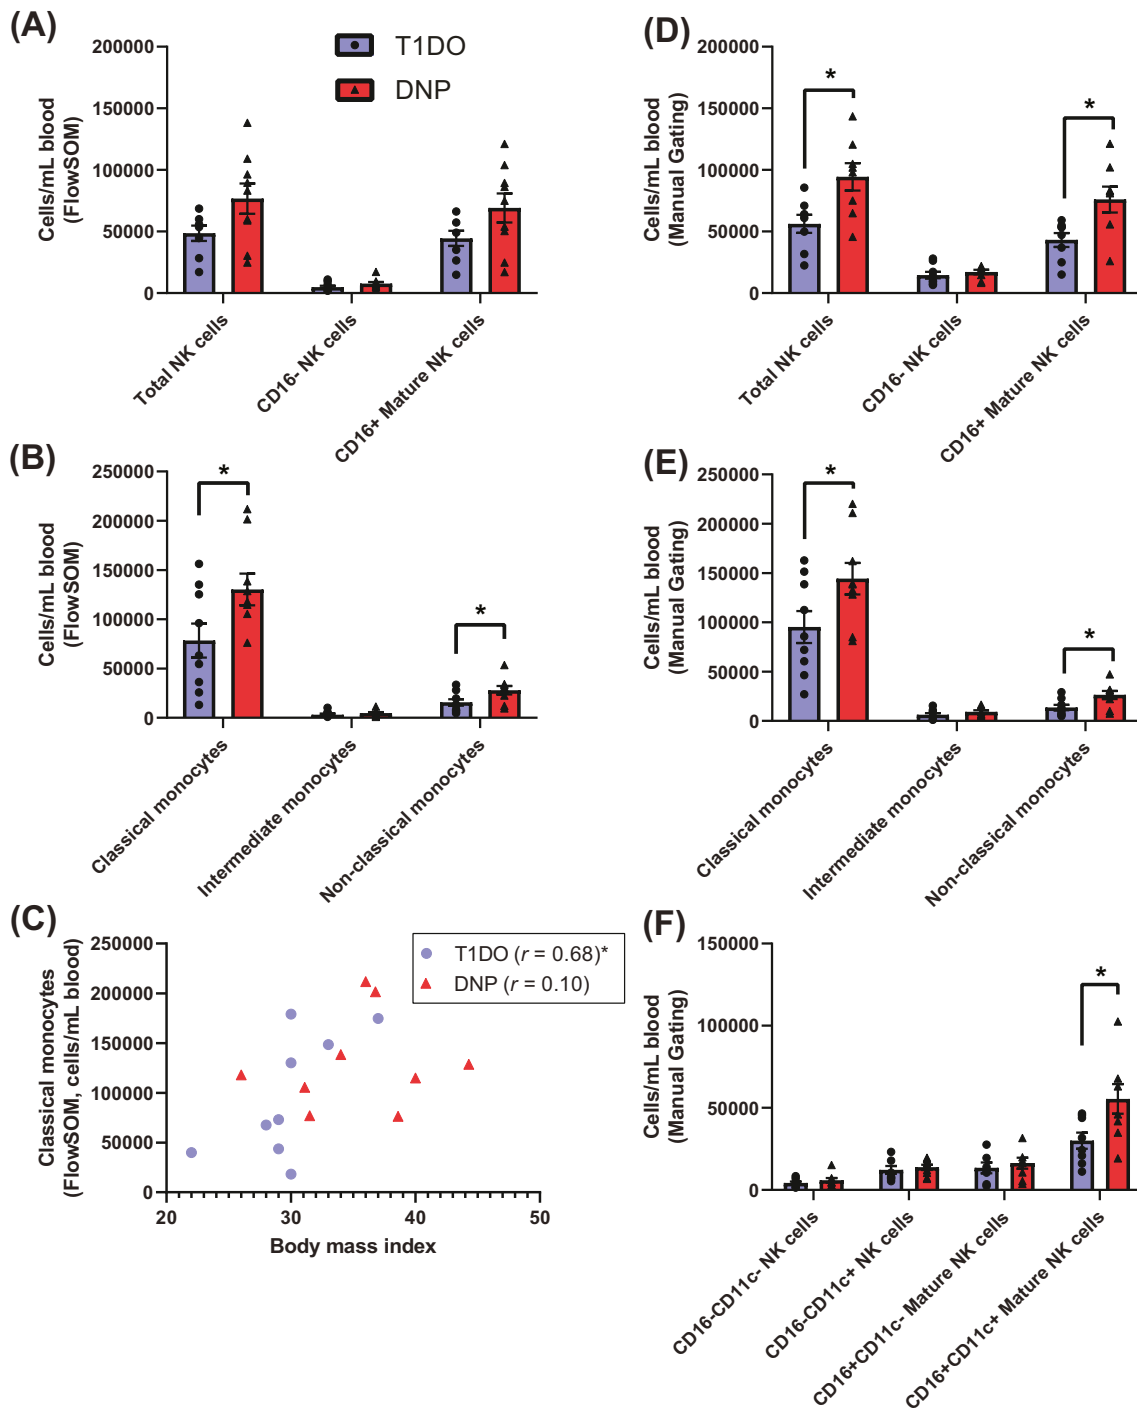 (A)
T1DO
DNP
Cells/mL blood
(FlowSOM)
200000
150000
100000
50000
0
Total NK cells
CD16- NK cells
CD16+ Mature NK cells
(D)
Cells/mL blood
(Manual Gating)
200000
150000
100000
50000
0
*
*
Total NK cells
CD16- NK cells
CD16+ Mature NK cells
(B)
Cells/mL blood
(FlowSOM)
250000
200000
150000
100000
50000
0
*
*
Classical monocytes
Intermediate monocytes
Non-classical monocytes
(E)
Cells/mL blood
(Manual Gating)
250000
200000
150000
100000
50000
0
*
*
Classical monocytes
Intermediate monocytes
Non-classical monocytes
(C)
Classical monocytes
(FlowSOM, cells/mL blood)
250000
200000
150000
100000
50000
0
T1DO (r = 0.68)*
DNP (r = 0.10)
20 30 40 50
Body mass index
(F)
Cells/mL blood
(Manual Gating)
150000
100000
50000
0
*
CD16-CD11c- NK cells
CD16-CD11c+ NK cells
CD16+CD11c- Mature NK cells
CD16+CD11c+ Mature NK cells